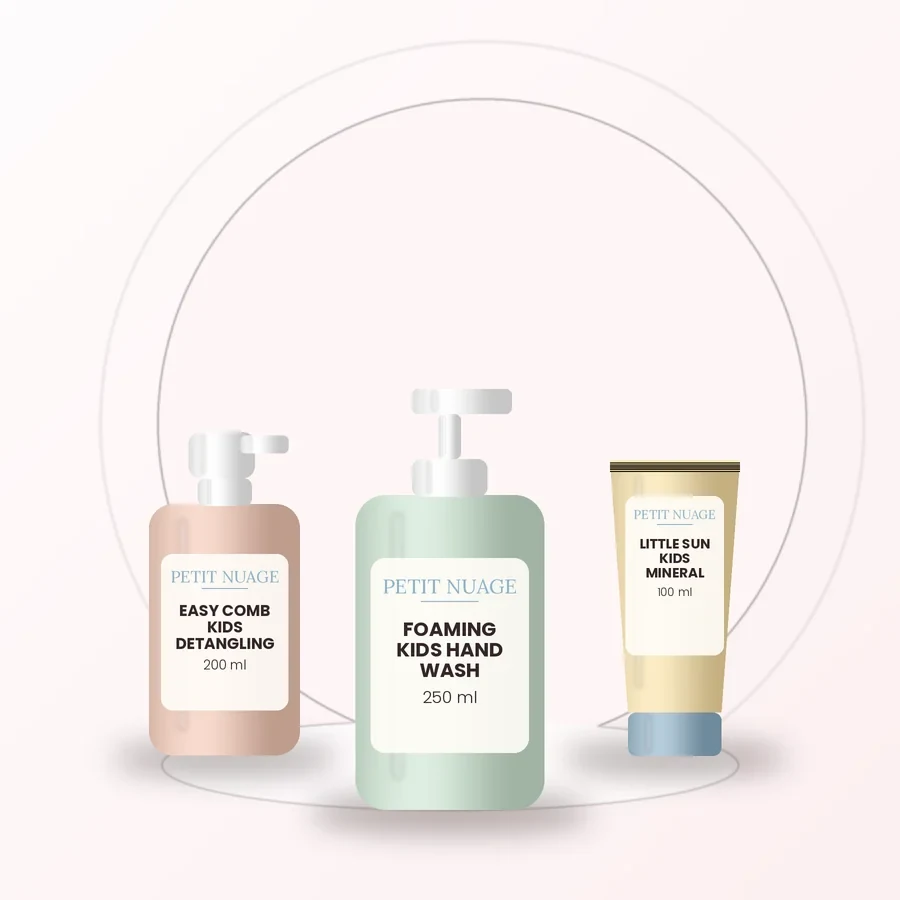 PETIT NUAGE
EASY COMB
KIDS
DETANGLING
200 ml
PETIT NUAGE
FOAMING
KIDS HAND
WASH
250 ml
PETIT NUAGE
LITTLE SUN
KIDS
MINERAL
100 ml